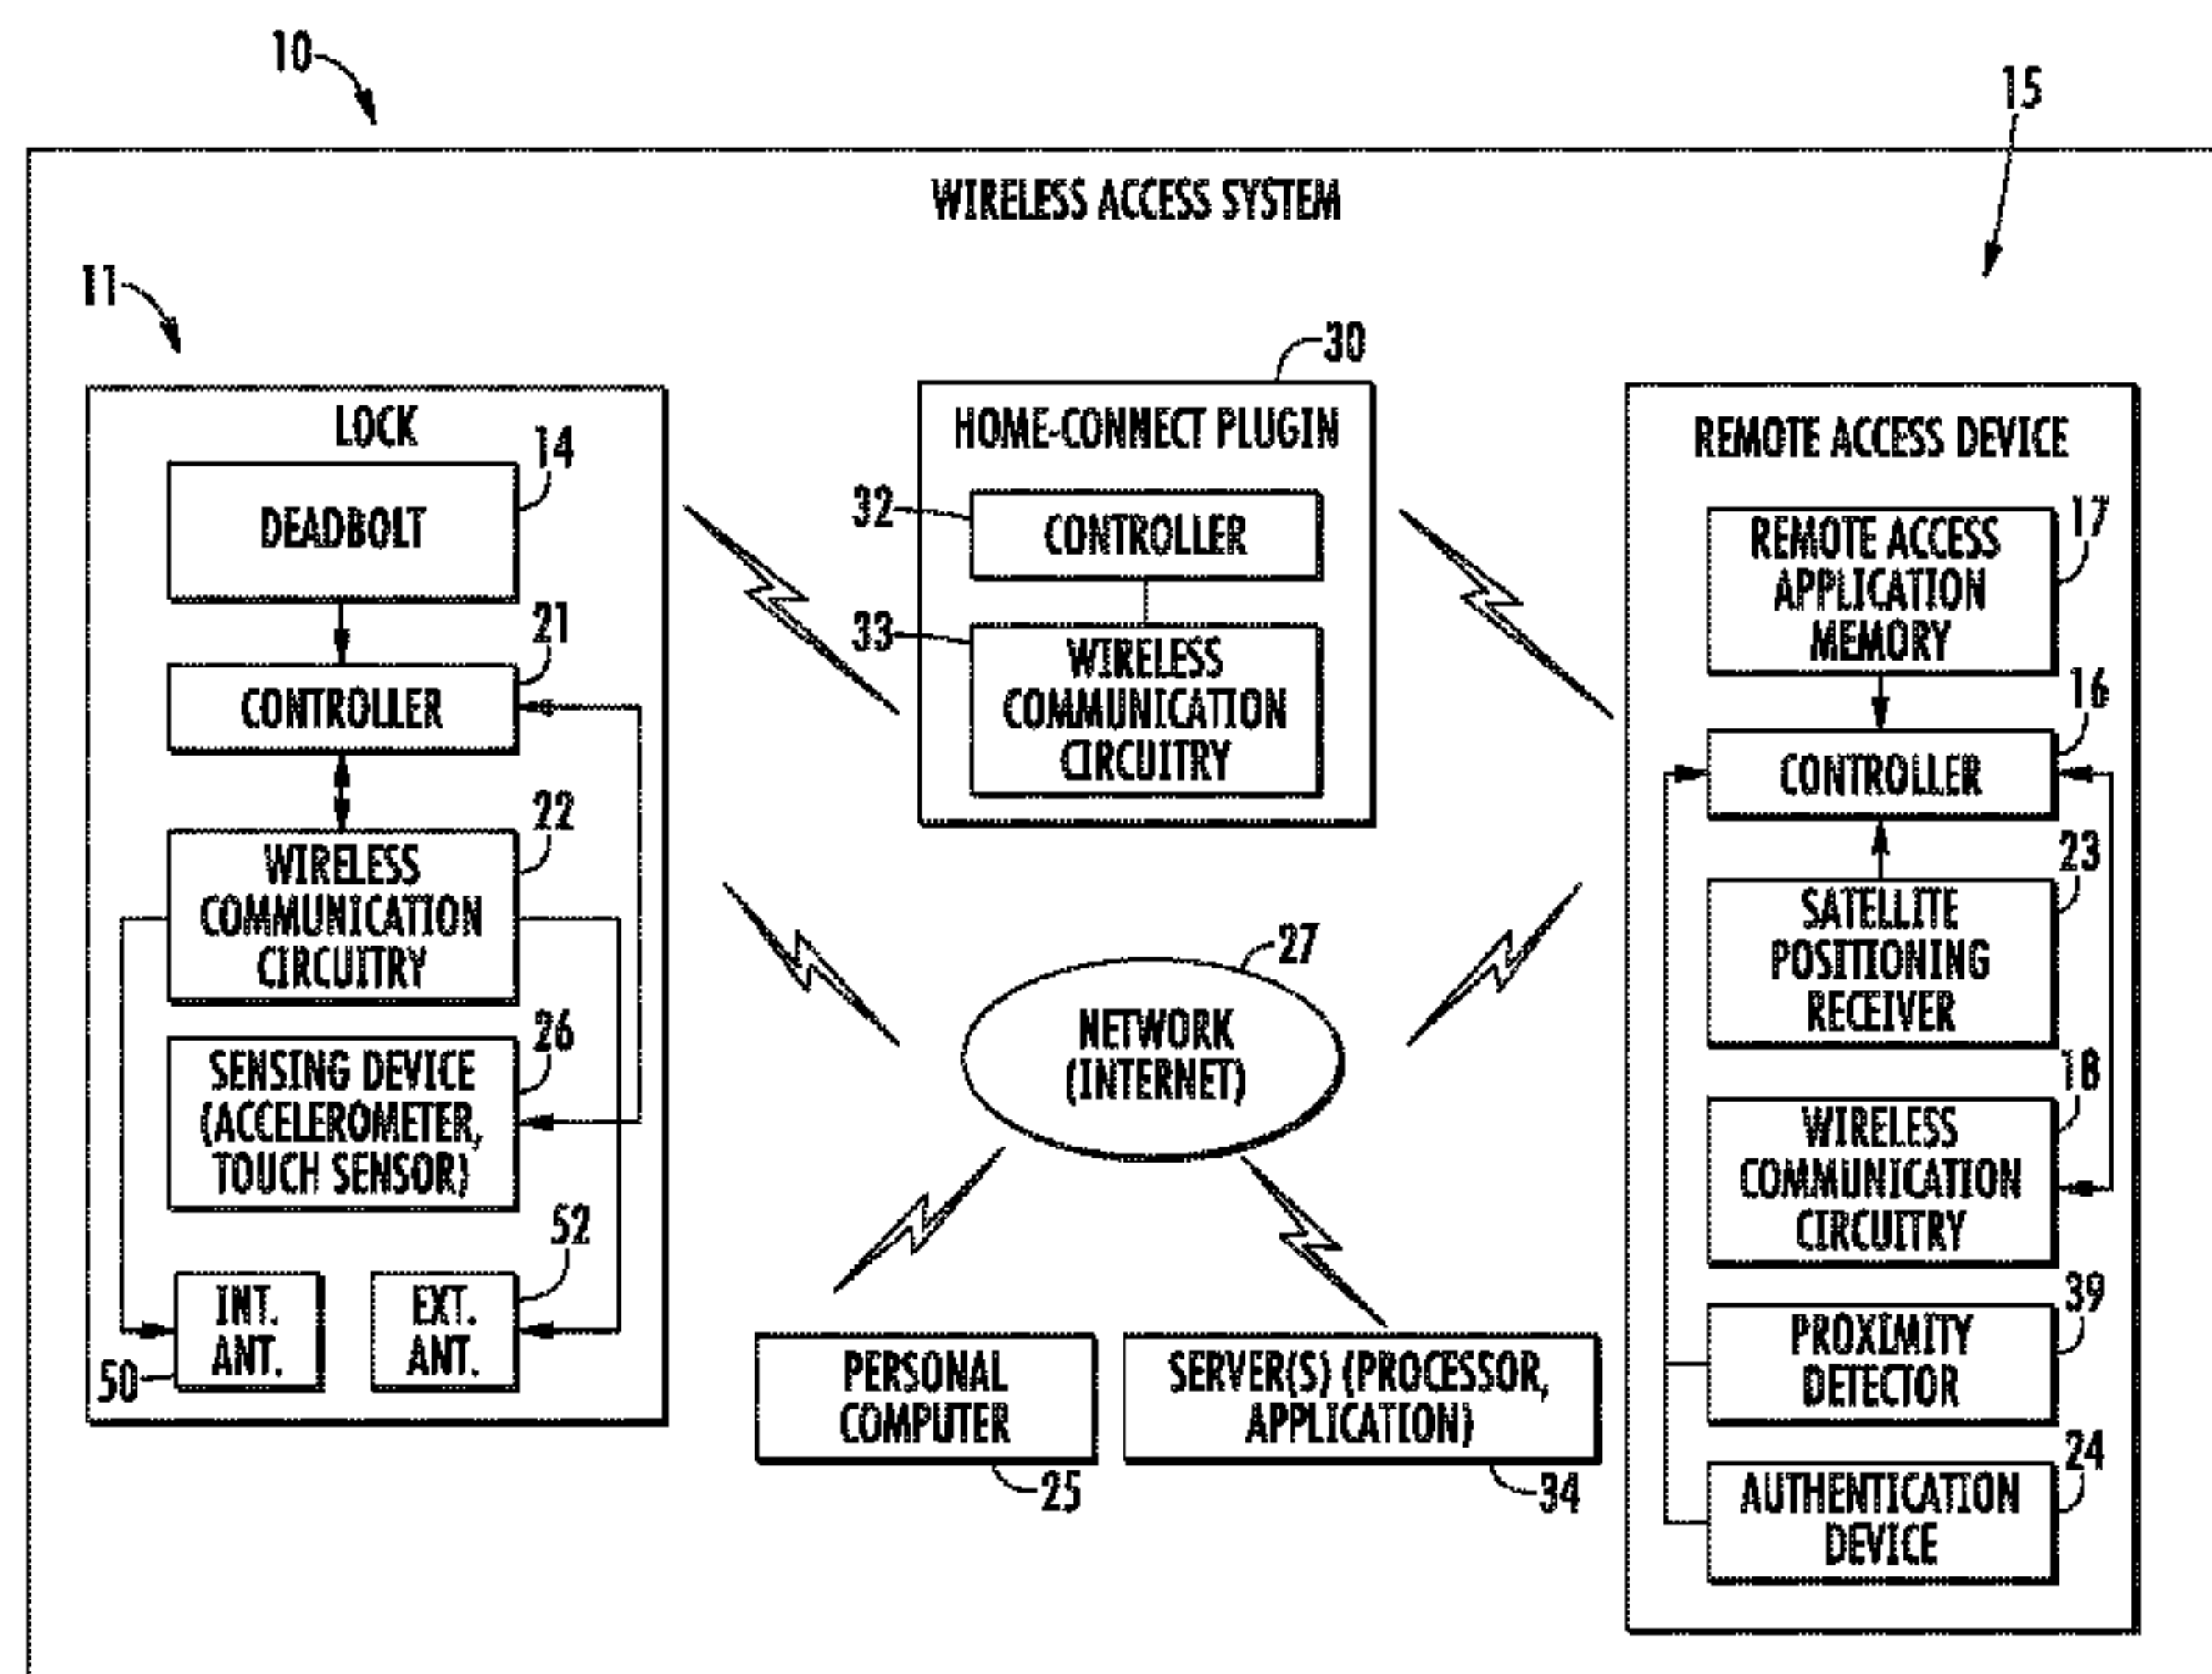 10
15
WIRELESS ACCESS SYSTEM
11
30
LOCK
14
DEADBOLT
21
CONTROLLER
22
WIRELESS
COMMUNICATION
CIRCUITRY
26
SENSING DEVICE
(ACCELEROMETER,
TOUCH SENSOR)
52
INT.
ANT.
50
EXT.
ANT.
HOME-CONNECT PLUGIN
32
CONTROLLER
33
WIRELESS
COMMUNICATION
CIRCUITRY
27
NETWORK
(INTERNET)
PERSONAL
COMPUTER
25
SERVER(S) (PROCESSOR,
APPLICATION)
34
REMOTE ACCESS DEVICE
17
REMOTE ACCESS
APPLICATION
MEMORY
16
CONTROLLER
23
SATELLITE
POSITIONING
RECEIVER
18
WIRELESS
COMMUNICATION
CIRCUITRY
39
PROXIMITY
DETECTOR
24
AUTHENTICATION
DEVICE